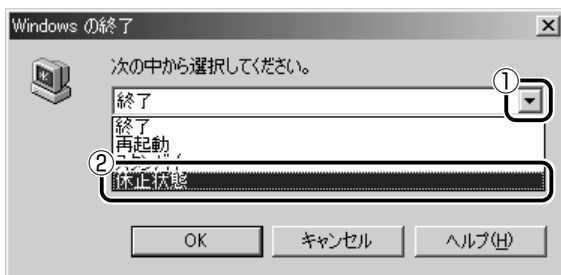 Windows の終了
次の中から選択してください。
①
終了
終了
再起動
②
休止状態
OK
キャンセル
ヘルプ(H)